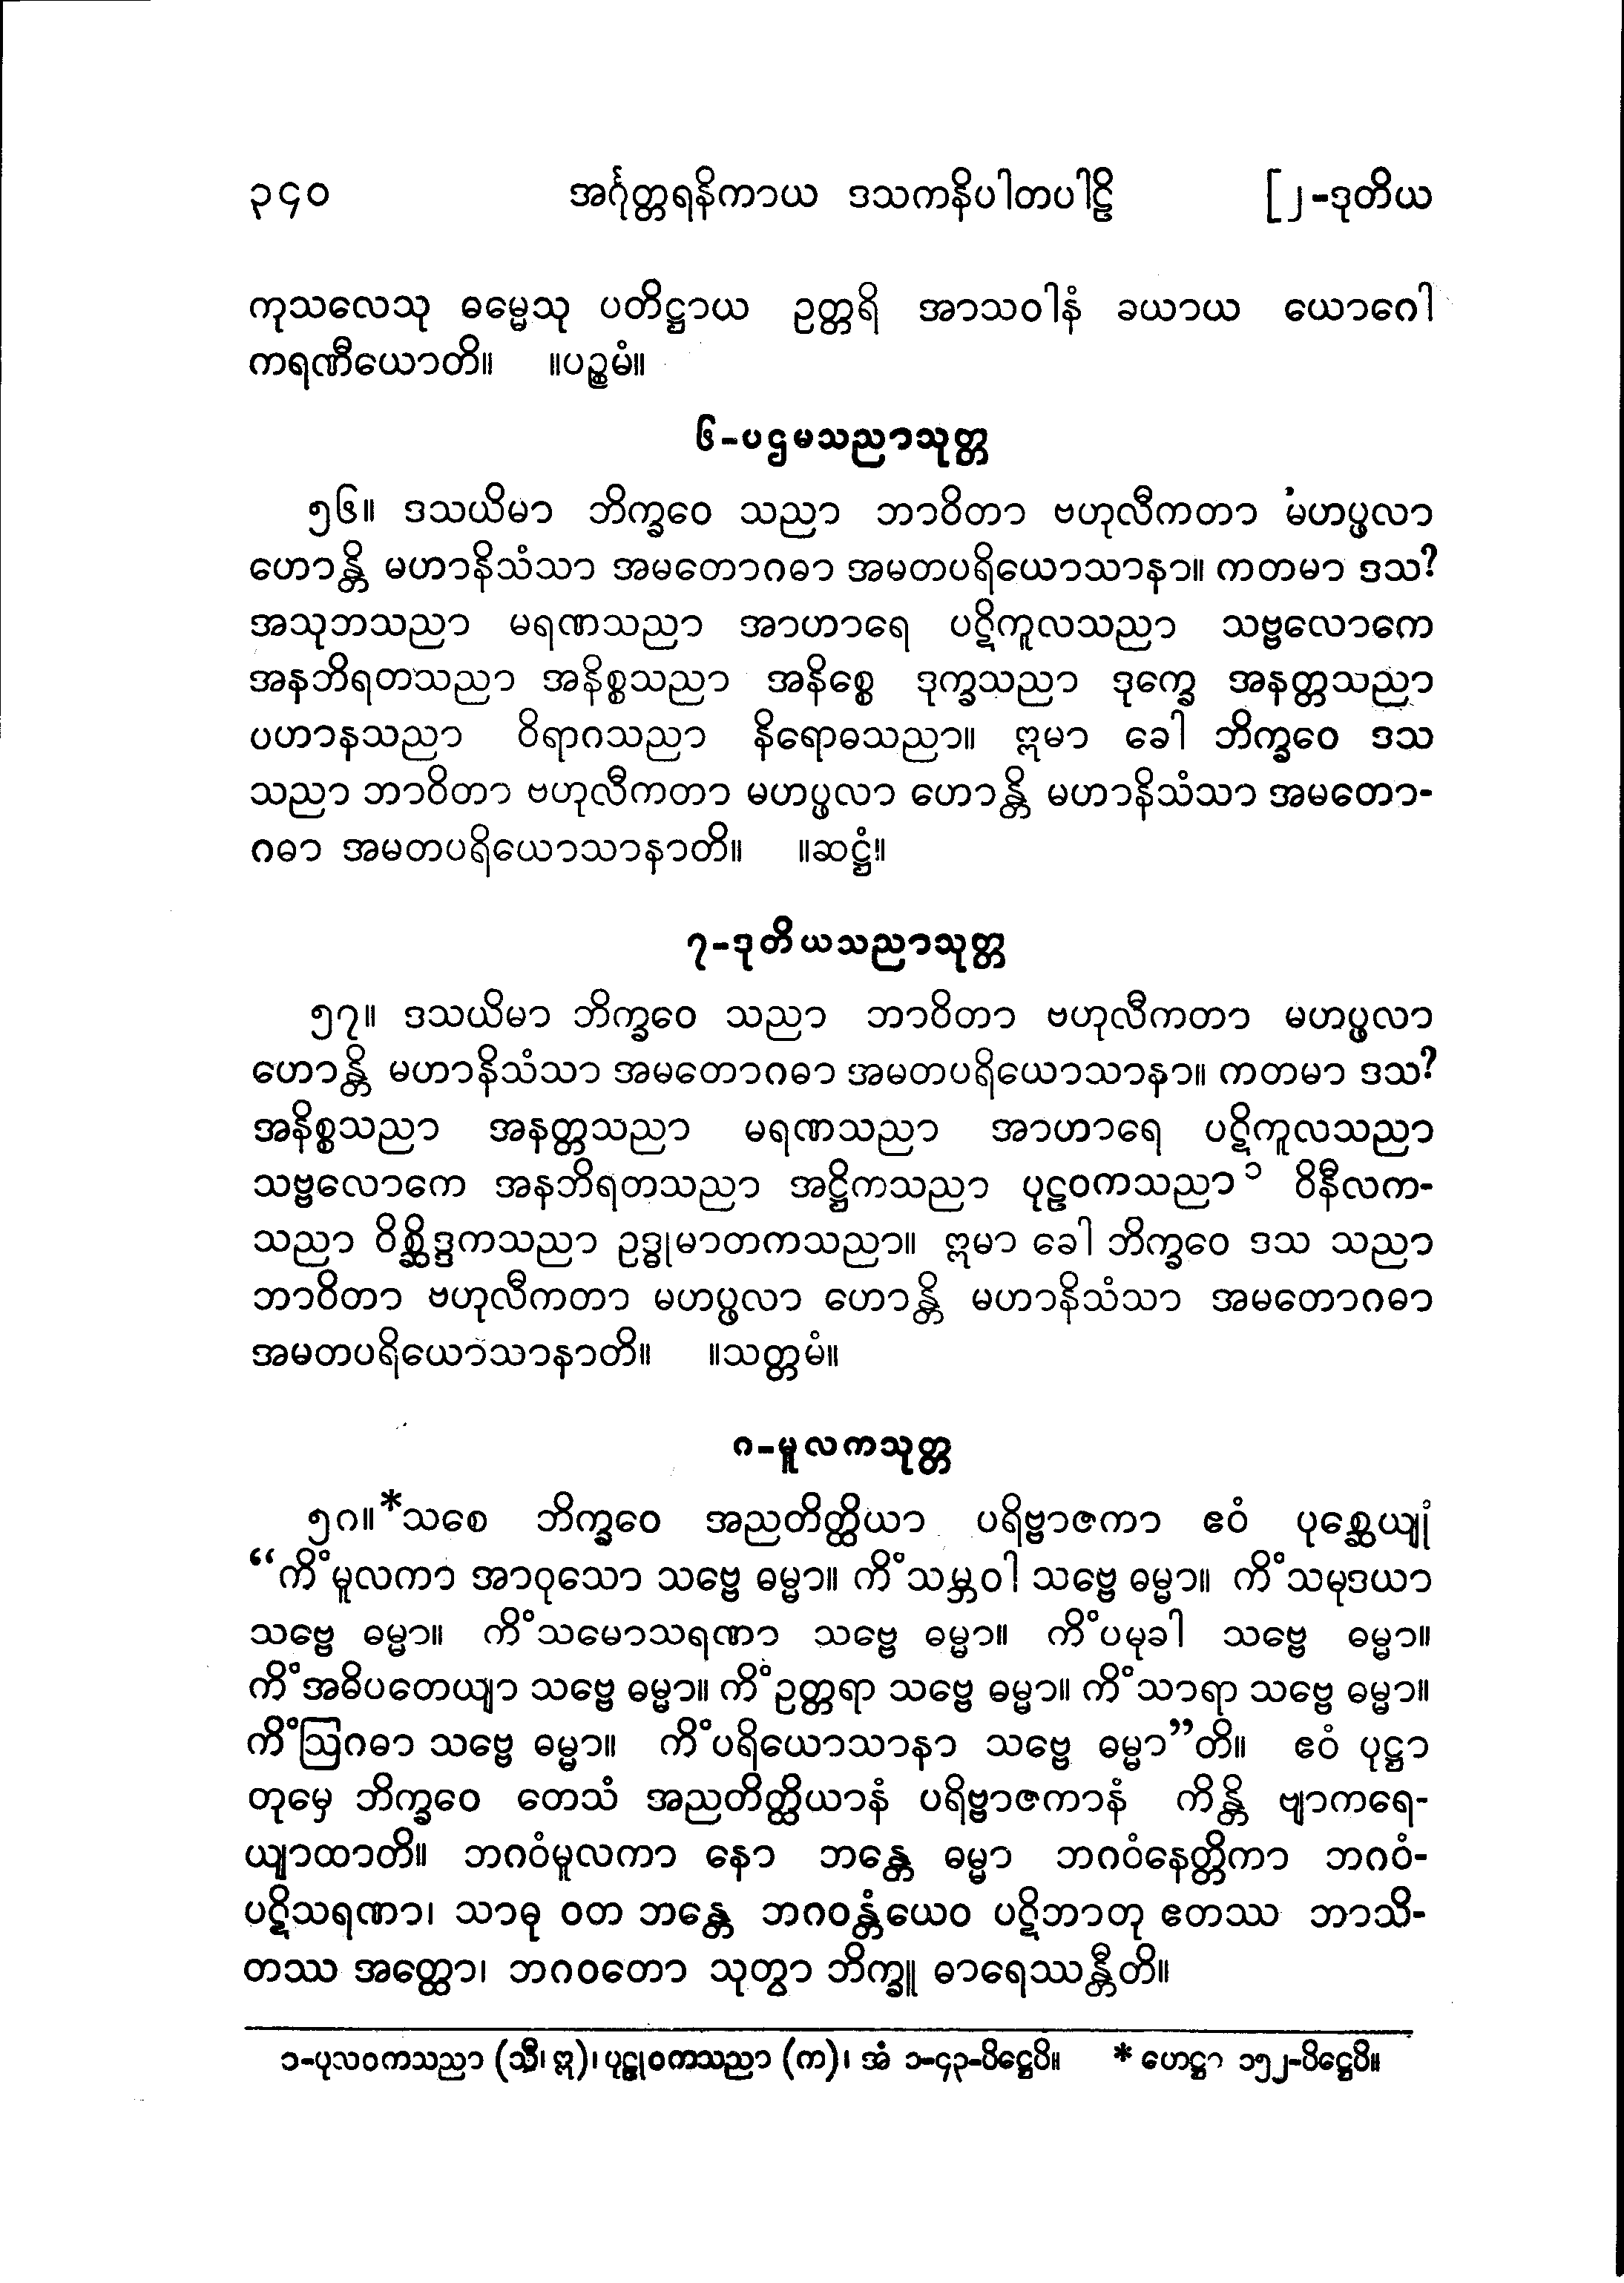 ၃၄၀ အင်္ဂုတ္တရနိကာယ ဒသကနိပါတပါဠိ [၂-ဒုတိယ
ကုသလေသု ဓမ္မေသု ပတိဋ္ဌာယ ဥတ္တရိ အာသဝါနံ ခယာယ ယောဂေါ
ကရဏီယောတိ။ ။ပဉ္စမံ။
၆-ပဌမသညာသုတ္တ
၅၆။ ဒသယိမာ ဘိက္ခဝေ သညာ ဘာဝိတာ ဗဟုလီကတာ မဟပ္ဖလာ
ဟောန္တိ မဟာနိသံသာ အမတောဂဓာ အမတပရိယောသာနာ။ ကတမာ ဒသ?
အသုဘသညာ မရဏသညာ အာဟာရေ ပဋိကူလသညာ သဗ္ဗလောကေ
အနဘိရတသညာ အနိစ္စသညာ အနိစ္စေ ဒုက္ခသညာ ဒုက္ခေ အနတ္တသညာ
ပဟာနသညာ ဝိရာဂသညာ နိရောဓသညာ။ ဣမာ ခေါ ဘိက္ခဝေ ဒသ
သညာ ဘာဝိတာ ဗဟုလီကတာ မဟပ္ဖလာ ဟောန္တိ မဟာနိသံသာ အမတော-
ဂဓာ အမတပရိယောသာနာတိ။ ။ဆဋ္ဌံ။
၇-ဒုတိယသညာသုတ္တ
၅၇။ ဒသယိမာ ဘိက္ခဝေ သညာ ဘာဝိတာ ဗဟုလီကတာ မဟပ္ဖလာ
ဟောန္တိ မဟာနိသံသာ အမတောဂဓာ အမတပရိယောသာနာ။ ကတမာ ဒသ?
အနိစ္စသညာ အနတ္တသညာ မရဏသညာ အာဟာရေ ပဋိကူလသညာ
သဗ္ဗလောကေ အနဘိရတသညာ အဋ္ဌိကသညာ ပုဠဝကသညာ ၁ ဝိနီလက-
သညာ ဝိစ္ဆိဒ္ဒကသညာ ဥဒ္ဓုမာတကသညာ။ ဣမာ ခေါ ဘိက္ခဝေ ဒသ သညာ
ဘာဝိတာ ဗဟုလီကတာ မဟပ္ဖလာ ဟောန္တိ မဟာနိသံသာ အမတောဂဓာ
အမတပရိယောသာနာတိ။ ။သတ္တမံ။
၈-မူလကသုတ္တ
၅၈။*သစေ ဘိက္ခဝေ အညတိတ္ထိယာ ပရိဗ္ဗာဇကာ ဧဝံ ပုစ္ဆေယျုံ
“ကိံမူလကာ အာဝုသော သဗ္ဗေ ဓမ္မာ။ ကိံသမ္ဘဝါ သဗ္ဗေ ဓမ္မာ။ ကိံသမုဒယာ
သဗ္ဗေ ဓမ္မာ။ ကိံသမောသရဏာ သဗ္ဗေ ဓမ္မာ။ ကိံပမုခါ သဗ္ဗေ ဓမ္မာ။
ကိံအဓိပတေယျာ သဗ္ဗေ ဓမ္မာ။ ကိံဥတ္တရာ သဗ္ဗေ ဓမ္မာ။ ကိံသာရာ သဗ္ဗေ ဓမ္မာ။
ကိံဩဂဓာ သဗ္ဗေ ဓမ္မာ။ ကိံပရိယောသာနာ သဗ္ဗေ ဓမ္မာ”တိ။ ဧဝံ ပုဋ္ဌာ
တုမှေ ဘိက္ခဝေ တေသံ အညတိတ္ထိယာနံ ပရိဗ္ဗာဇကာနံ ကိန္တိ ဗျာကရေ-
ယျာထာတိ။ ဘဂဝံမူလကာ နော ဘန္တေ ဓမ္မာ ဘဂဝံနေတ္တိကာ ဘဂဝံ-
ပဋိသရဏာ၊ သာဓု ဝတ ဘန္တေ ဘဂဝန္တံယေဝ ပဋိဘာတု ဧတဿ ဘာသိ-
တဿ အတ္ထော၊ ဘဂဝတော သုတွာ ဘိက္ခူ ဓာရေဿန္တီတိ။
၁-ပုလဝကသညာ (သီ၊ ဣ)၊ ပုဠုဝကသညာ (က)၊ အံ ၁-၄၃-ပိဋ္ဌေပိ။ * ဟေဋ္ဌာ ၁၅၂-ပိဋ္ဌေပိ။